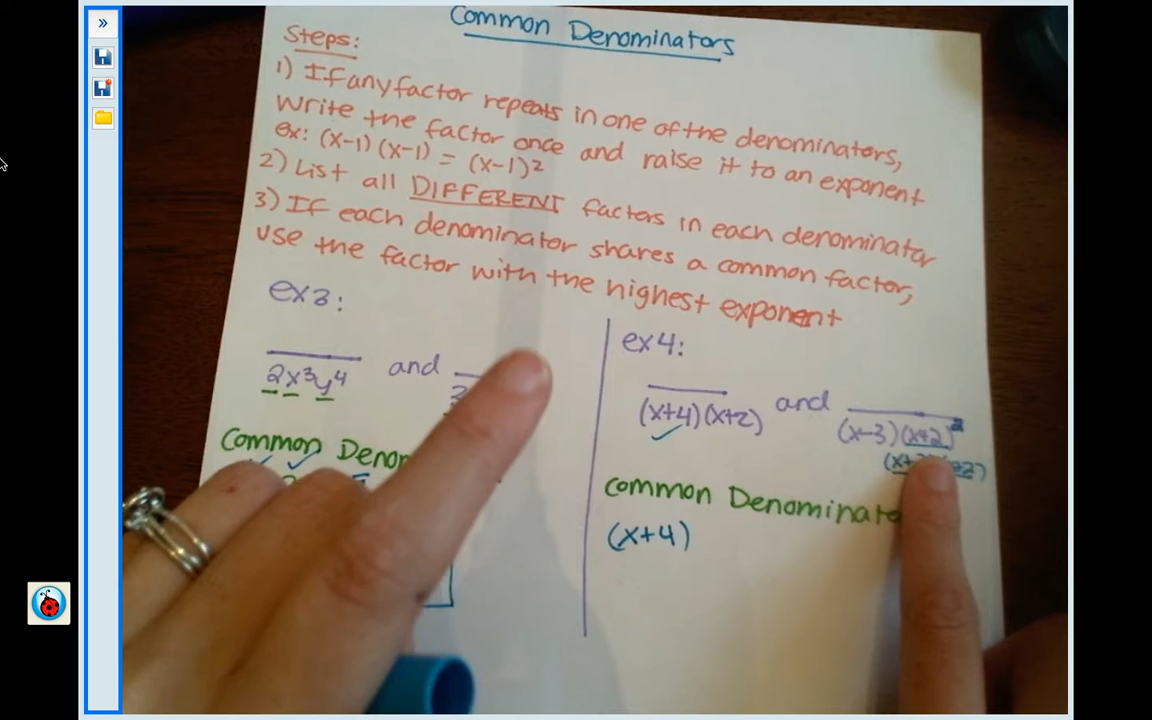 »
Common Denominators
Steps:
1) If any factor repeats in one of the denominators,
write the factor once and raise it to an exponent
ex: (x-1)(x-1) = (x-1)²
2) List all DIFFERENT factors in each denominator
3) If each denominator shares a common factor,
use the factor with the highest exponent
ex3:
2x³y⁴ and
Common Denom
ex4:
(x+4)(x+2) and (x-3)(x+2)²
Common Denominato
(x+4)